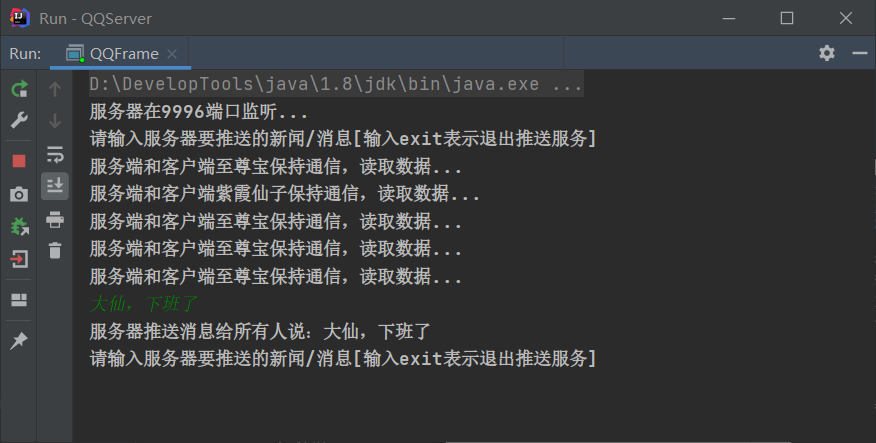 Run - QQServer
Run: QQFrame
D:\DevelopTools\java\1.8\jdk\bin\java.exe ...
服务器在9996端口监听...
请输入服务器要推送的新闻/消息[输入exit表示退出推送服务]
服务端和客户端至尊宝保持通信，读取数据...
服务端和客户端紫霞仙子保持通信，读取数据...
服务端和客户端至尊宝保持通信，读取数据...
服务端和客户端至尊宝保持通信，读取数据...
服务端和客户端至尊宝保持通信，读取数据...
大仙，下班了
服务器推送消息给所有人说：大仙，下班了
请输入服务器要推送的新闻/消息[输入exit表示退出推送服务]